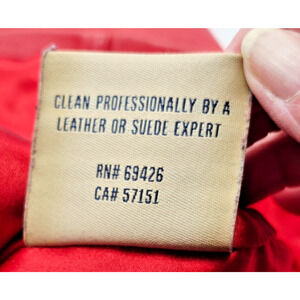 CLEAN PROFESSIONALLY BY A
LEATHER OR SUEDE EXPERT
RN# 69426
CA# 57151